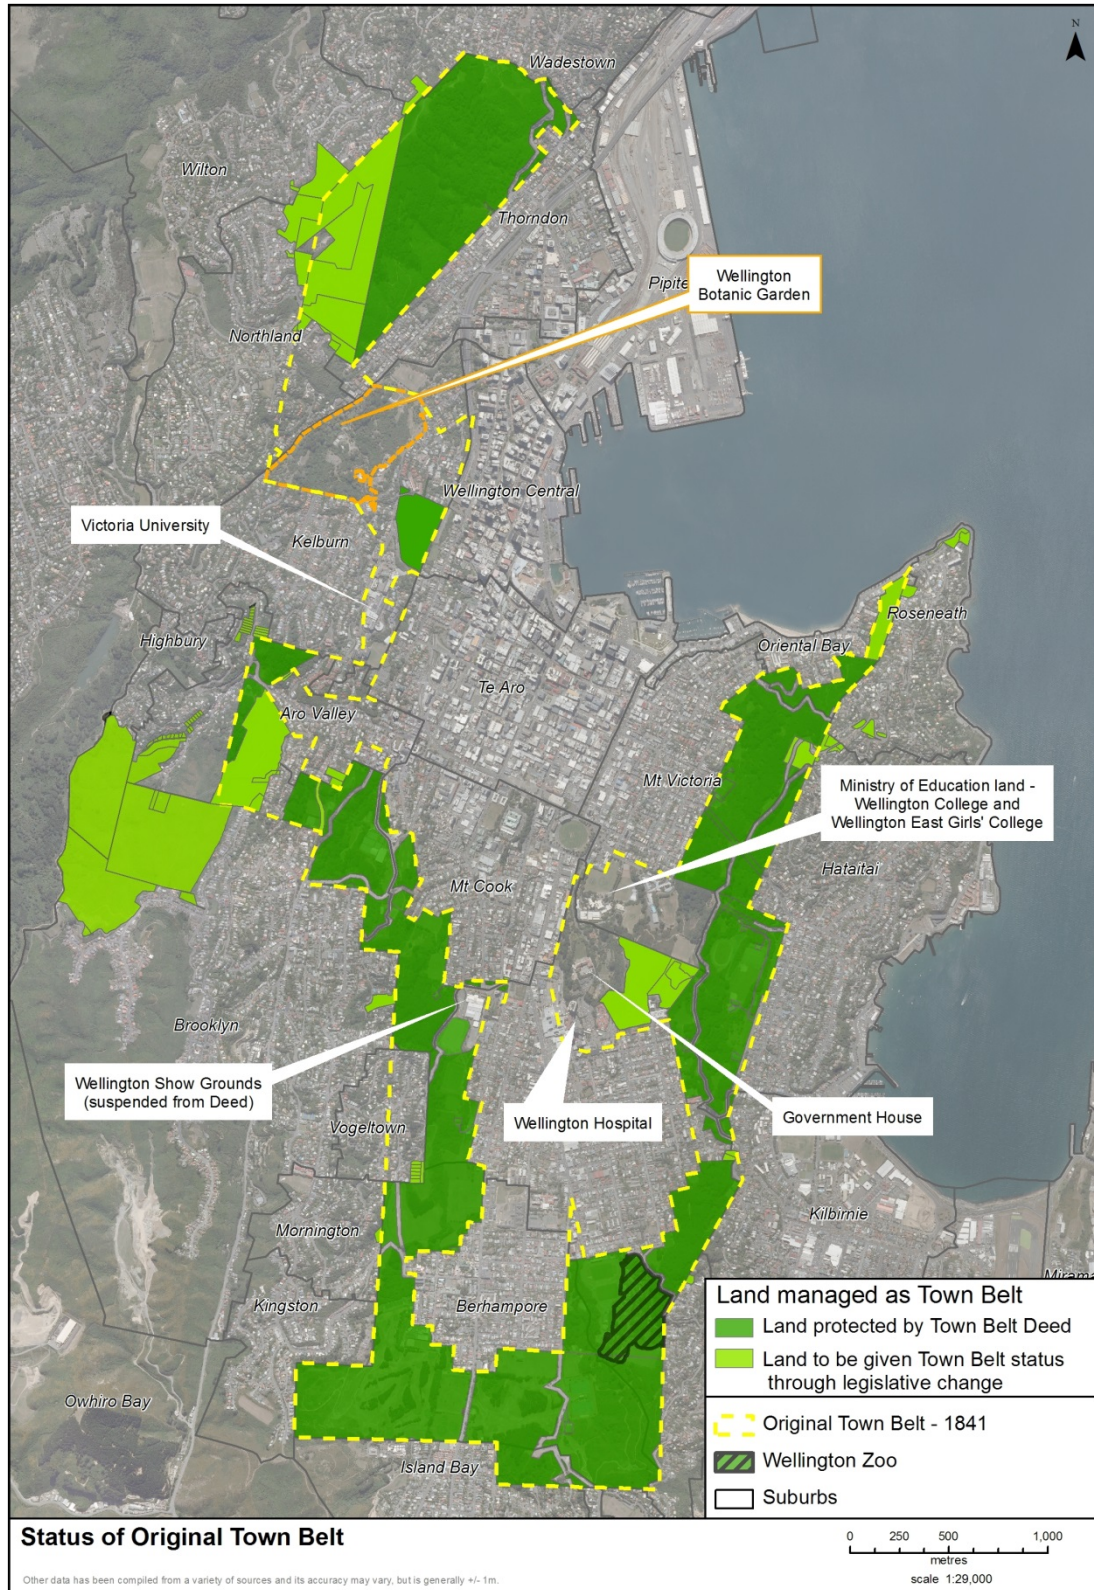 N
Wadestown
Wilton
Thorndon
Wellington
Botanic Garden
Pipite
Northland
Wellington Central
Victoria University
Kelburn
Highbury
Roseneath
Oriental Bay
Te Aro
Aro Valley
Mt Victoria
Ministry of Education land -
Wellington College and
Wellington East Girls' College
Hataitai
Mt Cook
Brooklyn
Wellington Show Grounds
(suspended from Deed)
Wellington Hospital
Government House
Vogeltown
Mornington
Kilbirnie
Kingston
Berhampore
Mirama
Owhiro Bay
Island Bay
Land managed as Town Belt
Land protected by Town Belt Deed
Land to be given Town Belt status
through legislative change
Original Town Belt - 1841
Wellington Zoo
Suburbs
Status of Original Town Belt
0 250 500 1,000
metres
scale 1:29,000
Other data has been compiled from a variety of sources and its accuracy may vary, but is generally +/- 1m.